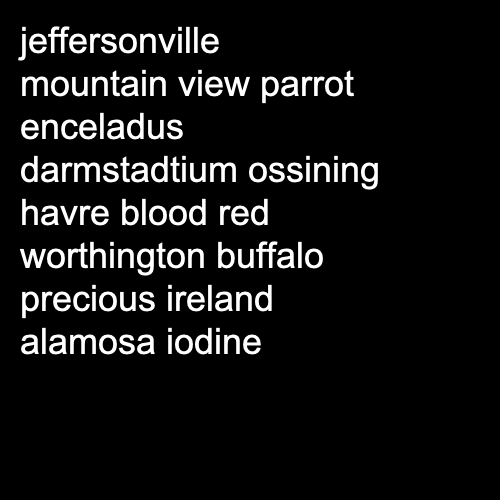 jeffersonville
mountain view parrot
enceladus
darmstadtium ossining
havre blood red
worthington buffalo
precious ireland
alamosa iodine